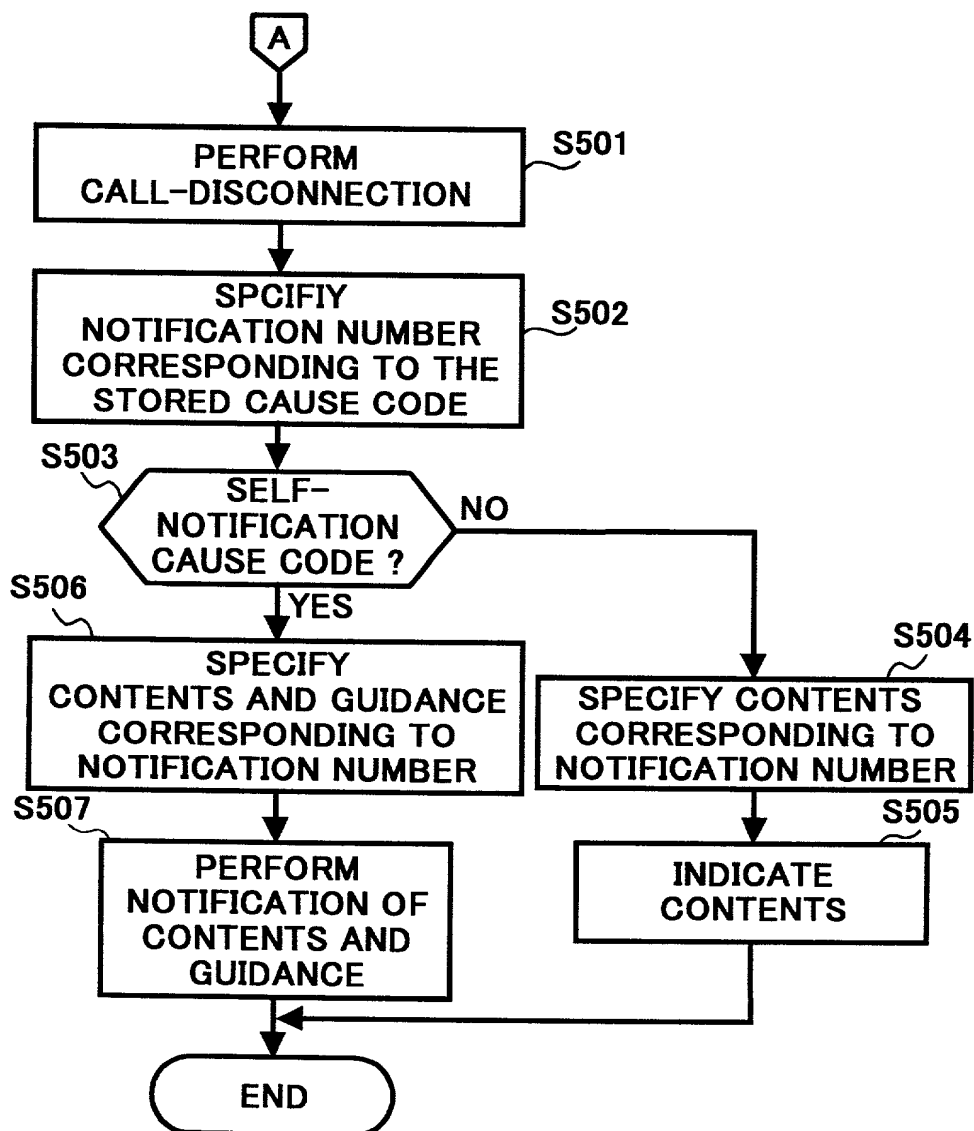 A
S501
PERFORM
CALL-DISCONNECTION
S502
SPCIFIY
NOTIFICATION NUMBER
CORRESPONDING TO THE
STORED CAUSE CODE
S503
SELF-
NOTIFICATION
CAUSE CODE ?
NO
YES
S506
SPECIFY
CONTENTS AND GUIDANCE
CORRESPONDING TO
NOTIFICATION NUMBER
S504
SPECIFY CONTENTS
CORRESPONDING TO
NOTIFICATION NUMBER
S507
PERFORM
NOTIFICATION OF
CONTENTS AND
GUIDANCE
S505
INDICATE
CONTENTS
END